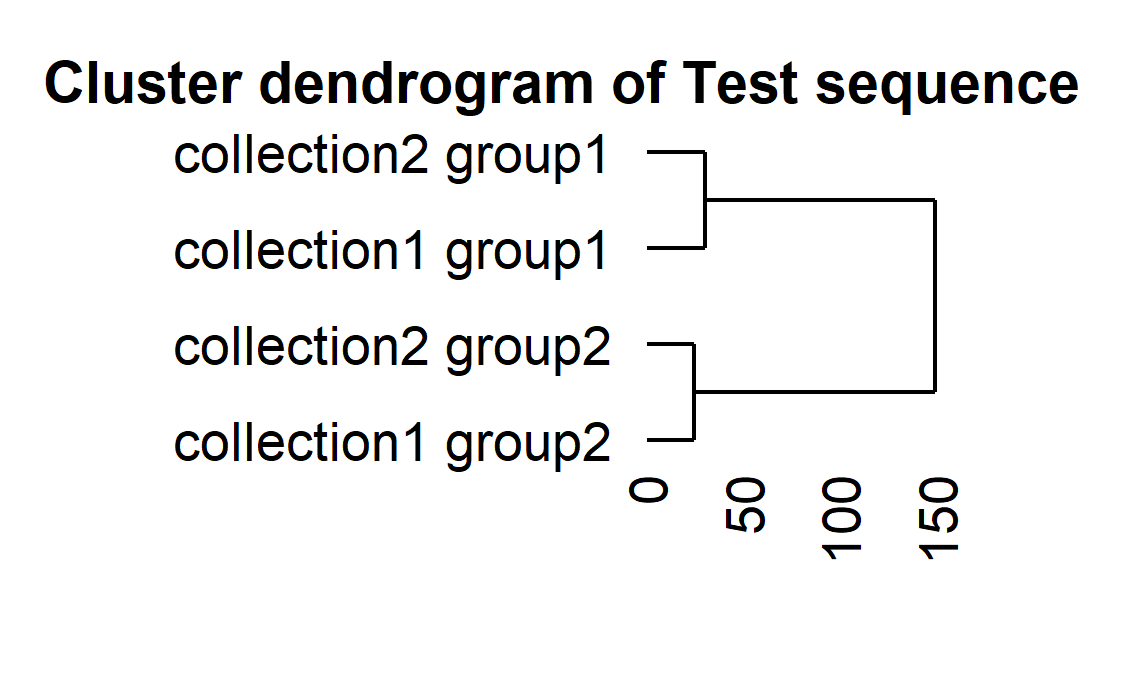 Cluster dendrogram of Test sequence
collection2 group1
collection1 group1
collection2 group2
collection1 group2
0
50
100
150